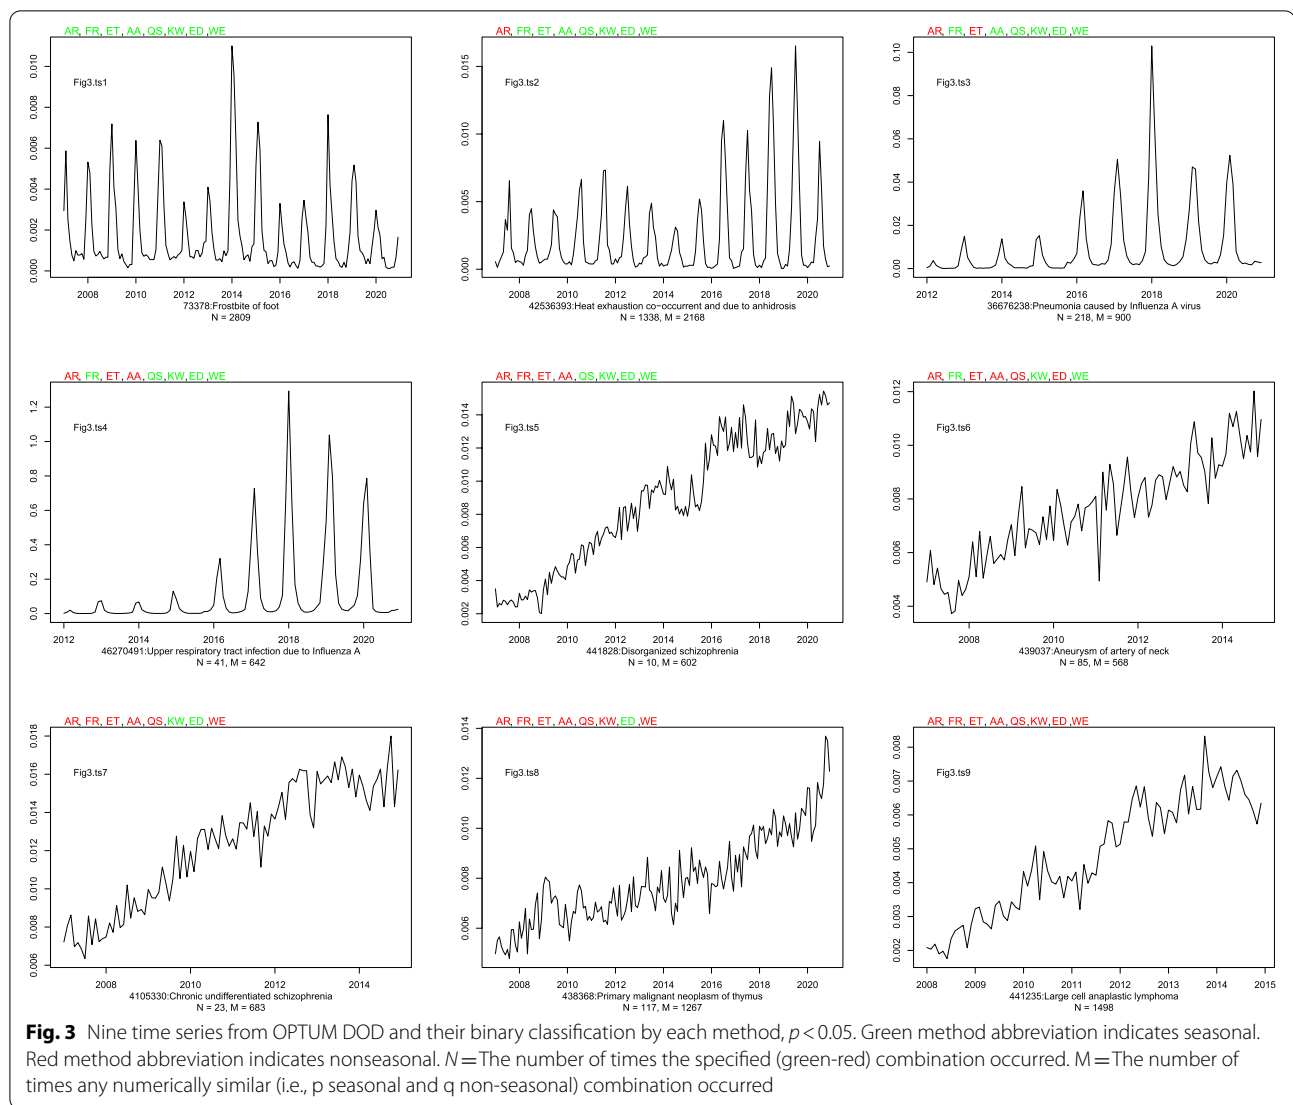 AR, FR, ET, AA, QS,KW,ED,WE
Fig3.ts1
0.000 0.002 0.004 0.006 0.008 0.010
2008 2010 2012 2014 2016 2018 2020
73378:Frostbite of foot
N = 2809
AR, FR, ET, AA, QS,KW,ED,WE
Fig3.ts2
0.000 0.005 0.010 0.015
2008 2010 2012 2014 2016 2018 2020
42536393:Heat exhaustion co-occurrent and due to anhidrosis
N = 1338, M = 2168
AR, FR, ET, AA, QS,KW,ED,WE
Fig3.ts3
0.00 0.02 0.04 0.06 0.08 0.10
2012 2014 2016 2018 2020
36676238:Pneumonia caused by Influenza A virus
N = 218, M = 900
AR, FR, ET, AA, QS,KW,ED,WE
Fig3.ts4
0.0 0.2 0.4 0.6 0.8 1.0 1.2
2012 2014 2016 2018 2020
46270491:Upper respiratory tract infection due to Influenza A
N = 41, M = 642
AR, FR, ET, AA, QS,KW,ED,WE
Fig3.ts5
0.002 0.004 0.006 0.008 0.010 0.012 0.014
2008 2010 2012 2014 2016 2018 2020
441828:Disorganized schizophrenia
N = 10, M = 602
AR, FR, ET, AA, QS,KW,ED,WE
Fig3.ts6
0.004 0.006 0.008 0.010 0.012
2008 2010 2012 2014
439037:Aneurysm of artery of neck
N = 85, M = 568
AR, FR, ET, AA, QS,KW,ED,WE
Fig3.ts7
0.006 0.008 0.010 0.012 0.014 0.016 0.018
2008 2010 2012 2014
4105330:Chronic undifferentiated schizophrenia
N = 23, M = 683
AR, FR, ET, AA, QS,KW,ED,WE
Fig3.ts8
0.006 0.008 0.010 0.012 0.014
2008 2010 2012 2014 2016 2018 2020
438368:Primary malignant neoplasm of thymus
N = 117, M = 1267
AR, FR, ET, AA, QS,KW,ED,WE
Fig3.ts9
0.002 0.003 0.004 0.005 0.006 0.007 0.008
2008 2009 2010 2011 2012 2013 2014 2015
441235:Large cell anaplastic lymphoma
N = 1498
Fig. 3 Nine time series from OPTUM DOD and their binary classification by each method, p < 0.05. Green method abbreviation indicates seasonal.
Red method abbreviation indicates nonseasonal. N = The number of times the specified (green-red) combination occurred. M = The number of
times any numerically similar (i.e., p seasonal and q non-seasonal) combination occurred